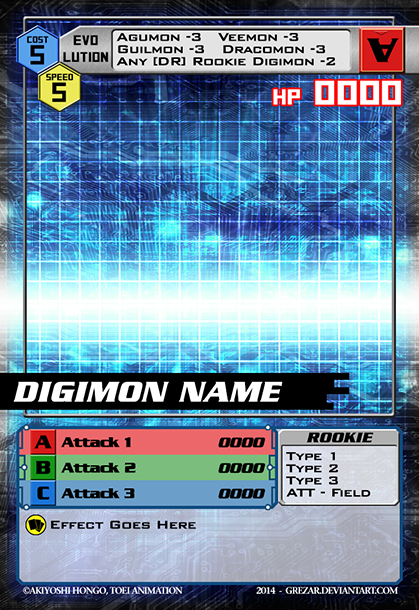 COST
5
EVO
LUTION
Agumon -3 Veemon -3
Guilmon -3 Dracomon -3
Any [DR] Rookie Digimon -2
A
SPEED
5
HP 0000
DIGIMON NAME
A Attack 1 0000
B Attack 2 0000
C Attack 3 0000
ROOKIE
Type 1
Type 2
Type 3
ATT - Field
Effect Goes Here
©AKIYOSHI HONGO, TOEI ANIMATION
2014 - GREZAR.DEVIANTART.COM